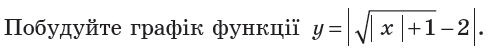 Побудуйте графік функції y = |√(| x |+1) − 2|.